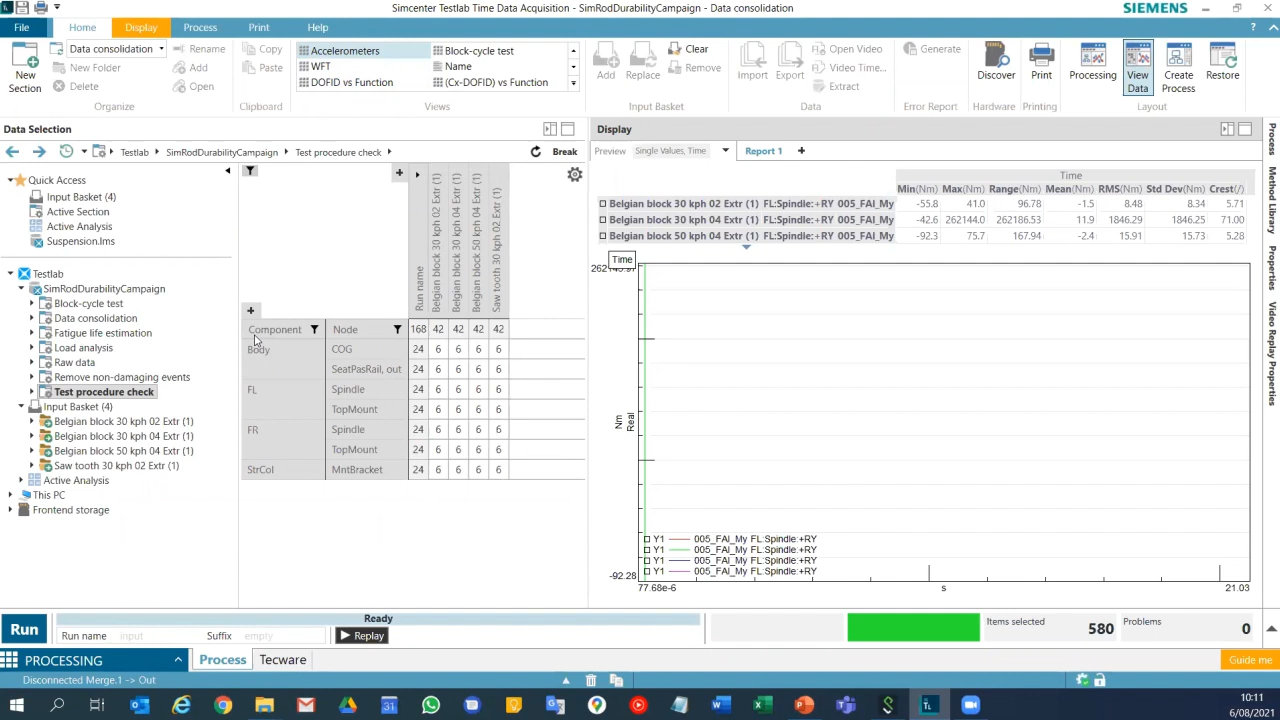 Simcenter Testlab Time Data Acquisition - SimRodDurabilityCampaign - Data consolidation
SIEMENS
File Home Display Process Print Help
New Section
Data consolidation
New Folder
Delete
Rename
Add
Open
Organize
Copy
Paste
Clipboard
Accelerometers
WFT
DOFID vs Function
Block-cycle test
Name
(Cx-DOFID) vs Function
Views
Add
Replace
Clear
Remove
Input Basket
Import
Export
Open Video
Video Time...
Extract
Data
Generate
Error Report
Discover
Hardware
Print
Printing
Processing
View Data
Create Process
Restore
Layout
Data Selection
Testlab SimRodDurabilityCampaign Test procedure check
Break
Quick Access
Input Basket (4)
Active Section
Active Analysis
Suspension.lms
Testlab
SimRodDurabilityCampaign
Block-cycle test
Data consolidation
Fatigue life estimation
Load analysis
Raw data
Remove non-damaging events
Test procedure check
Input Basket (4)
Belgian block 30 kph 02 Extr (1)
Belgian block 30 kph 04 Extr (1)
Belgian block 50 kph 04 Extr (1)
Saw tooth 30 kph 02 Extr (1)
Active Analysis
This PC
Foreign storage
Run name
Belgian block 30 kph 02 Extr (1)
Belgian block 30 kph 04 Extr (1)
Belgian block 50 kph 04 Extr (1)
Saw tooth 30 kph 02 Extr (1)
Component Node 168 42 42 42 42
Body COG 24 6 6 6 6
SeatPasRail, out 24 6 6 6 6
FL Spindle 24 6 6 6 6
TopMount 24 6 6 6 6
FR Spindle 24 6 6 6 6
TopMount 24 6 6 6 6
StrCol MntBracket 24 6 6 6 6
Display
Preview Single Values, Time Report 1
Time
Min(Nm) Max(Nm) Range(Nm) Mean(Nm) RMS(Nm) Std Dev(Nm) Crest(/)
Belgian block 30 kph 02 Extr (1) FL:Spindle:+RY 005_FAI_My -55.8 41.0 96.78 -1.5 8.48 8.34 5.71
Belgian block 30 kph 04 Extr (1) FL:Spindle:+RY 005_FAI_My -42.6 262144.0 262186.53 11.9 1846.29 1846.25 71.00
Belgian block 50 kph 04 Extr (1) FL:Spindle:+RY 005_FAI_My -92.3 75.7 167.94 -2.4 15.91 15.73 5.28
Time
Nm
Real
Y1 005_FAI_My FL:Spindle:+RY
Y1 005_FAI_My FL:Spindle:+RY
Y1 005_FAI_My FL:Spindle:+RY
Y1 005_FAI_My FL:Spindle:+RY
-92.28
77.68e-6 s 21.03
Process
Method Library
Properties
Video Replay Properties
Run
Ready
Run name input Suffix empty Replay
Items selected 580
Problems 0
PROCESSING Process Tecware
Guide me
Disconnected Merge.1 -> Out
10:11
6/08/2021